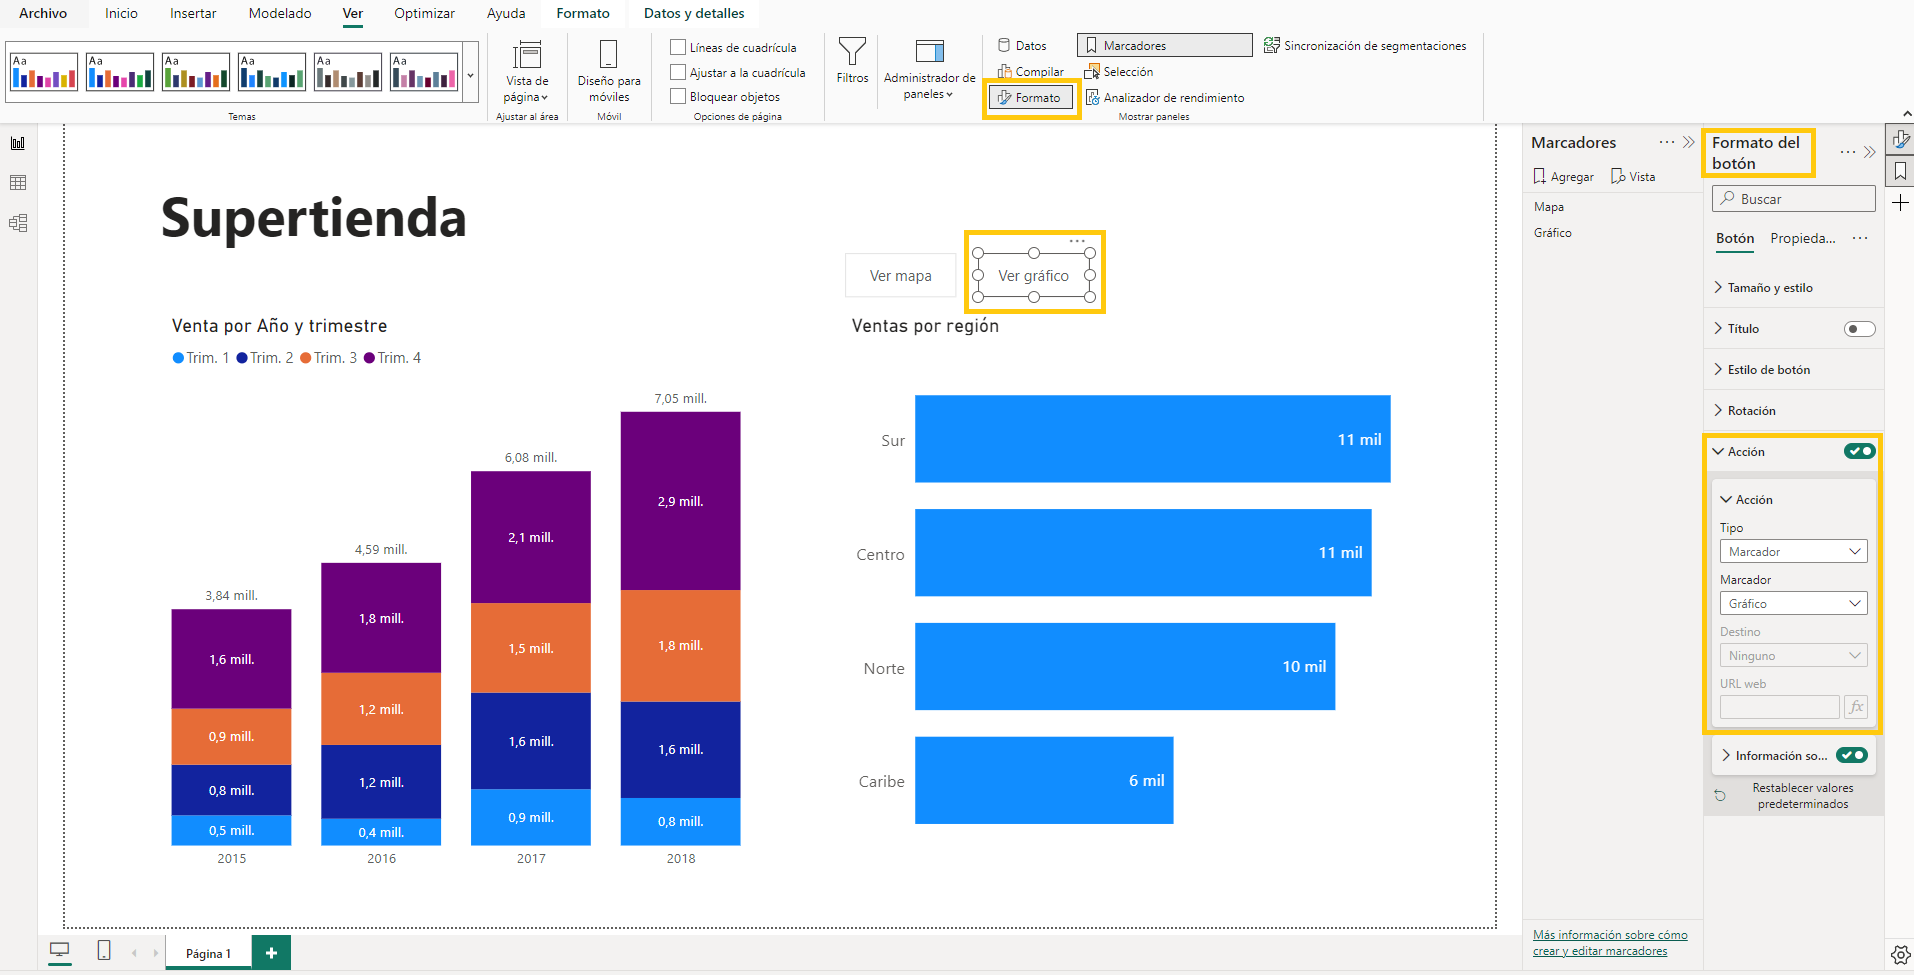 Archivo
Inicio
Insertar
Modelado
Ver
Optimizar
Ayuda
Formato
Datos y detalles
Aa
Aa
Aa
Aa
Aa
Aa
Temas
Vista de
página
Ajustar al área
Diseño para
móviles
Móvil
Líneas de cuadrícula
Ajustar a la cuadrícula
Bloquear objetos
Opciones de página
Filtros
Administrador de
paneles
Datos
Compilar
Formato
Marcadores
Selección
Analizador de rendimiento
Sincronización de segmentaciones
Mostrar paneles
Supertienda
Ver mapa
Ver gráfico
Venta por Año y trimestre
Trim. 1
Trim. 2
Trim. 3
Trim. 4
3,84 mill.
1,6 mill.
0,9 mill.
0,8 mill.
0,5 mill.
2015
4,59 mill.
1,8 mill.
1,2 mill.
1,2 mill.
0,4 mill.
2016
6,08 mill.
2,1 mill.
1,5 mill.
1,6 mill.
0,9 mill.
2017
7,05 mill.
2,9 mill.
1,8 mill.
1,6 mill.
0,8 mill.
2018
Ventas por región
Sur
11 mil
Centro
11 mil
Norte
10 mil
Caribe
6 mil
Marcadores
Agregar
Vista
Mapa
Gráfico
Más información sobre cómo
crear y editar marcadores
Formato del
botón
Buscar
Botón
Propieda...
Tamaño y estilo
Título
Estilo de botón
Rotación
Acción
Acción
Tipo
Marcador
Marcador
Gráfico
Destino
Ninguno
URL web
fx
Información so...
Restablecer valores
predeterminados
Página 1